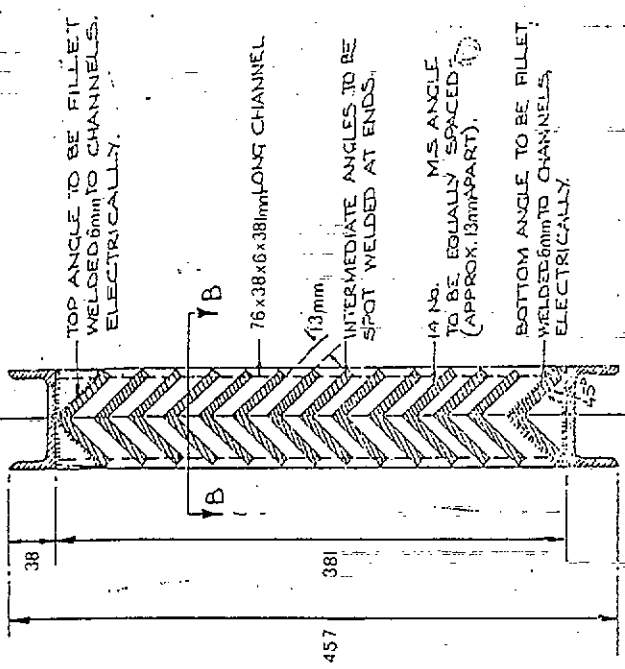 TOP ANGLE TO BE FILLET
WELDED 6mm TO CHANNELS.
ELECTRICALLY.
76x38x6x381mm LONG CHANNEL
13mm
INTERMEDIATE ANGLES TO BE
SPOT WELDED AT ENDS.
14 No. M.S ANGLE
TO BE EQUALLY SPACED
(APPROX. 13mm APART).
BOTTOM ANGLE TO BE FILLET
WELDED 6mm TO CHANNELS,
ELECTRICALLY.
B
B
45°
38
381
457